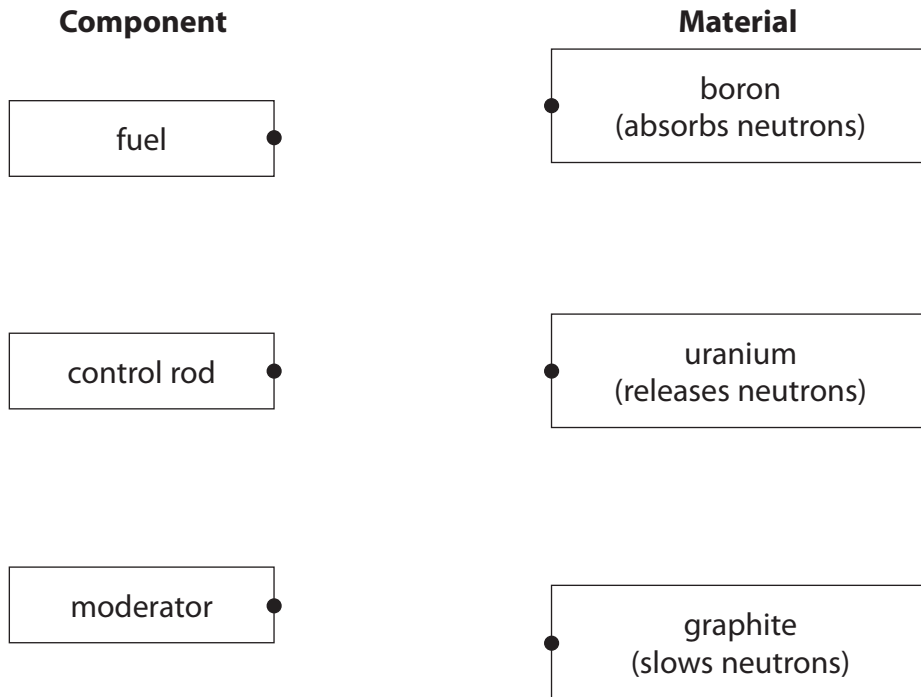 Component
Material
fuel
boron
(absorbs neutrons)
control rod
uranium
(releases neutrons)
moderator
graphite
(slows neutrons)